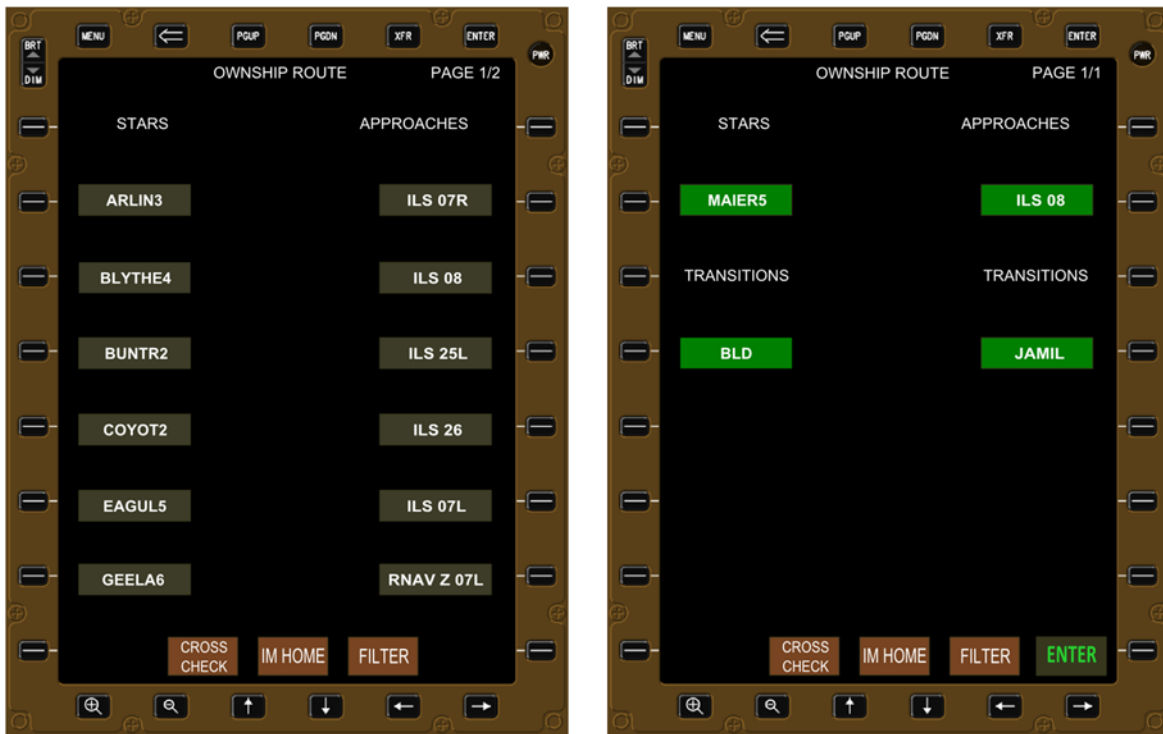 MENU PGUP PGDN XFR ENTER
BRT
DIM
PWR
OWNSHIP ROUTE PAGE 1/2
STARS APPROACHES
ARLIN3 ILS 07R
BLYTHE4 ILS 08
BUNTR2 ILS 25L
COYOT2 ILS 26
EAGUL5 ILS 07L
GEELA6 RNAV Z 07L
CROSS
CHECK
IM HOME
FILTER
MENU PGUP PGDN XFR ENTER
BRT
DIM
PWR
OWNSHIP ROUTE PAGE 1/1
STARS APPROACHES
MAIER5 ILS 08
TRANSITIONS TRANSITIONS
BLD JAMIL
CROSS
CHECK
IM HOME
FILTER
ENTER